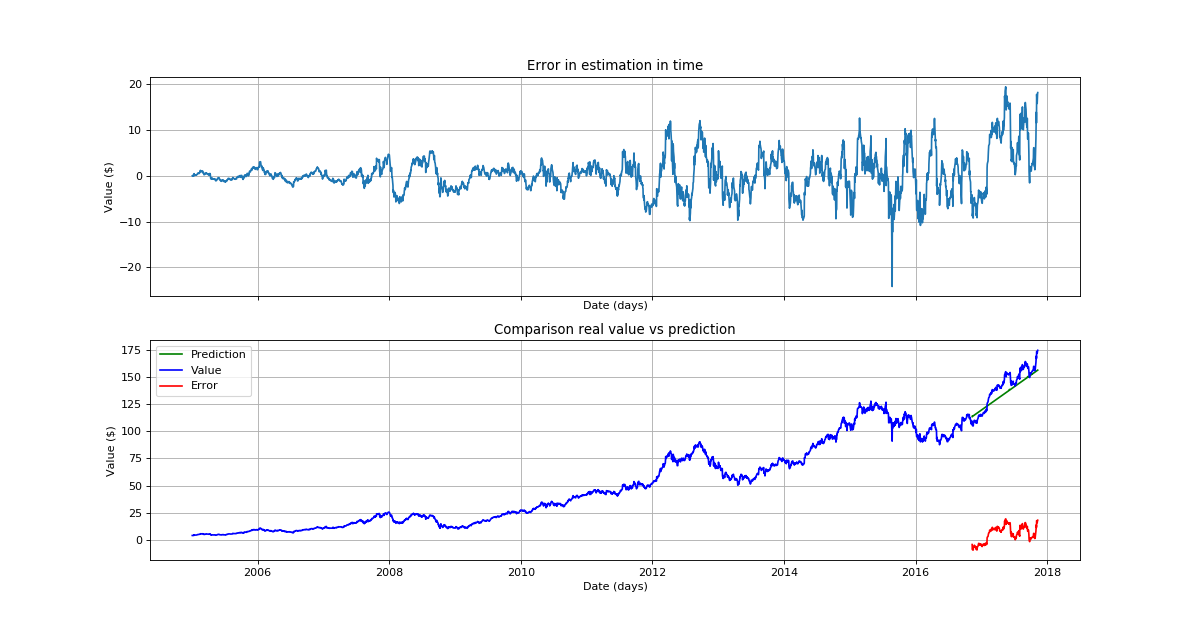 Error in estimation in time
20
10
0
−10
−20
Value ($)
Date (days)
Comparison real value vs prediction
175
150
125
100
75
50
25
0
Value ($)
Prediction
Value
Error
2006 2008 2010 2012 2014 2016 2018
Date (days)